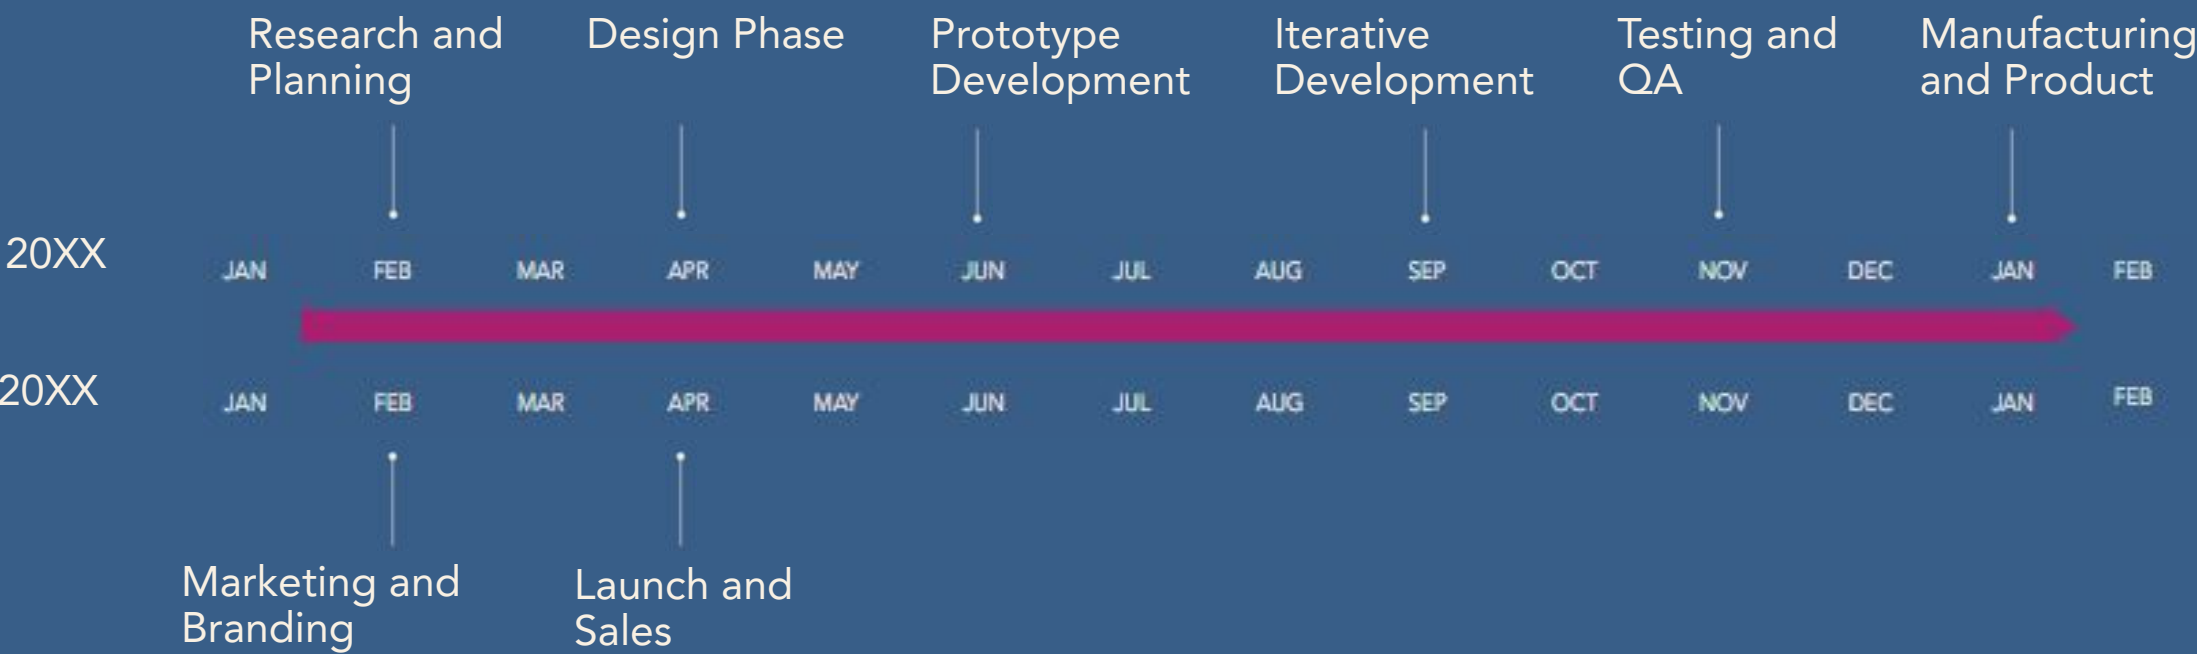 Research and
Planning
Design Phase
Prototype
Development
Iterative
Development
Testing and
QA
Manufacturing
and Product
20XX
JAN FEB MAR APR MAY JUN JUL AUG SEP OCT NOV DEC JAN FEB
20XX
JAN FEB MAR APR MAY JUN JUL AUG SEP OCT NOV DEC JAN FEB
Marketing and
Branding
Launch and
Sales